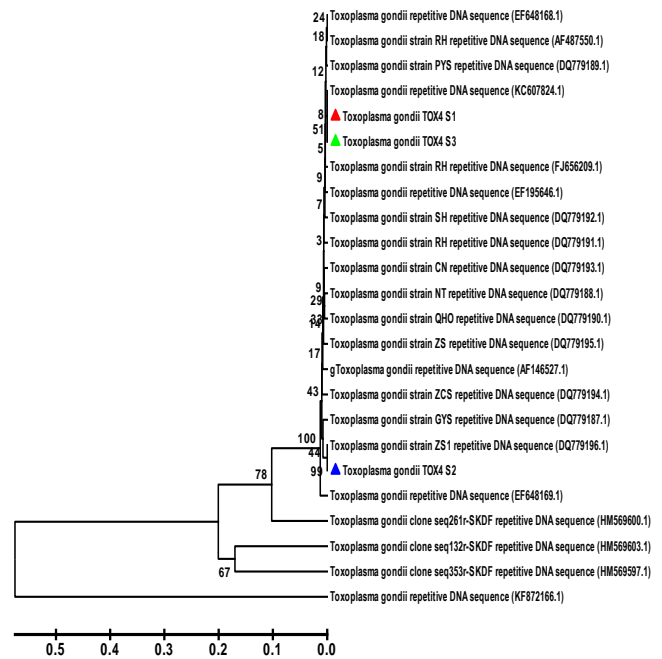 24
Toxoplasma gondii repetitive DNA sequence (EF648168.1)
18
Toxoplasma gondii strain RH repetitive DNA sequence (AF487550.1)
Toxoplasma gondii strain PYS repetitive DNA sequence (DQ779189.1)
12
Toxoplasma gondii repetitive DNA sequence (KC607824.1)
8
Toxoplasma gondii TOX4 S1
51
Toxoplasma gondii TOX4 S3
5
Toxoplasma gondii strain RH repetitive DNA sequence (FJ656209.1)
9
Toxoplasma gondii repetitive DNA sequence (EF195646.1)
7
Toxoplasma gondii strain SH repetitive DNA sequence (DQ779192.1)
3
Toxoplasma gondii strain RH repetitive DNA sequence (DQ779191.1)
Toxoplasma gondii strain CN repetitive DNA sequence (DQ779193.1)
9
Toxoplasma gondii strain NT repetitive DNA sequence (DQ779188.1)
29
Toxoplasma gondii strain QHO repetitive DNA sequence (DQ779190.1)
Toxoplasma gondii strain ZS repetitive DNA sequence (DQ779195.1)
17
gToxoplasma gondii repetitive DNA sequence (AF146527.1)
43
Toxoplasma gondii strain ZCS repetitive DNA sequence (DQ779194.1)
Toxoplasma gondii strain GYS repetitive DNA sequence (DQ779187.1)
100
Toxoplasma gondii strain ZS1 repetitive DNA sequence (DQ779196.1)
44
99
Toxoplasma gondii TOX4 S2
78
Toxoplasma gondii repetitive DNA sequence (EF648169.1)
Toxoplasma gondii clone seq261r-SKDF repetitive DNA sequence (HM569600.1)
Toxoplasma gondii clone seq132r-SKDF repetitive DNA sequence (HM569603.1)
67
Toxoplasma gondii clone seq353r-SKDF repetitive DNA sequence (HM569597.1)
Toxoplasma gondii repetitive DNA sequence (KF872166.1)
0.5 0.4 0.3 0.2 0.1 0.0